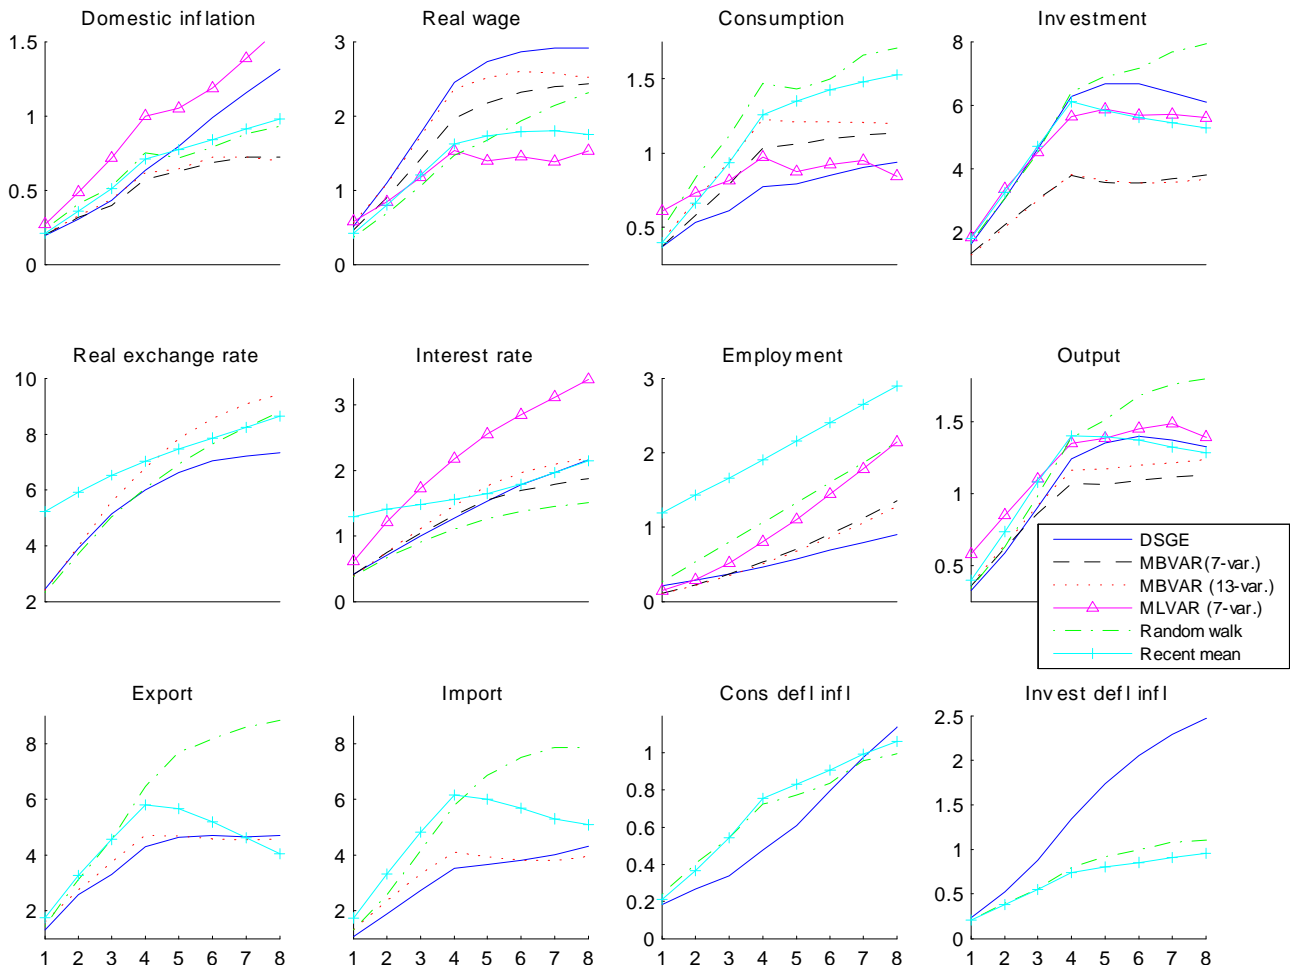 Domestic inflation
Real wage
Consumption
Investment
1.5
1
0.5
0
3
2
1
0
1.5
1
0.5
8
6
4
2
Real exchange rate
Interest rate
Employment
Output
10
8
6
4
2
3
2
1
0
3
2
1
0
1.5
1
0.5
DSGE
MBVAR(7-var.)
MBVAR (13-var.)
MLVAR (7-var.)
Random walk
Recent mean
Export
Import
Cons defl infl
Invest defl infl
8
6
4
2
8
6
4
2
1
0.8
0.6
0.4
0.2
0
2.5
2
1.5
1
0.5
0
1 2 3 4 5 6 7 8
1 2 3 4 5 6 7 8
1 2 3 4 5 6 7 8
1 2 3 4 5 6 7 8